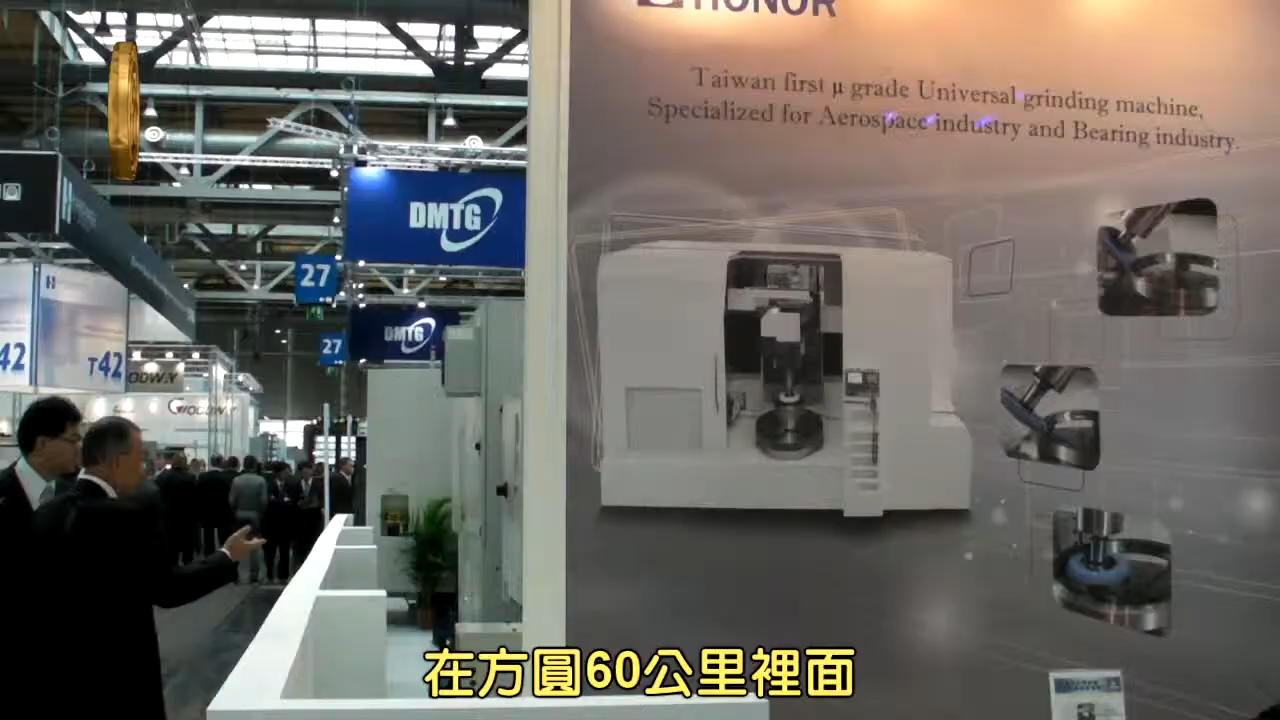 HONOR
Taiwan first µ grade Universal grinding machine,
Specialized for Aerospace industry and Bearing industry.
DMTG
27
DMTG
27
42
T42
GOODWAY
在方圓60公里裡面